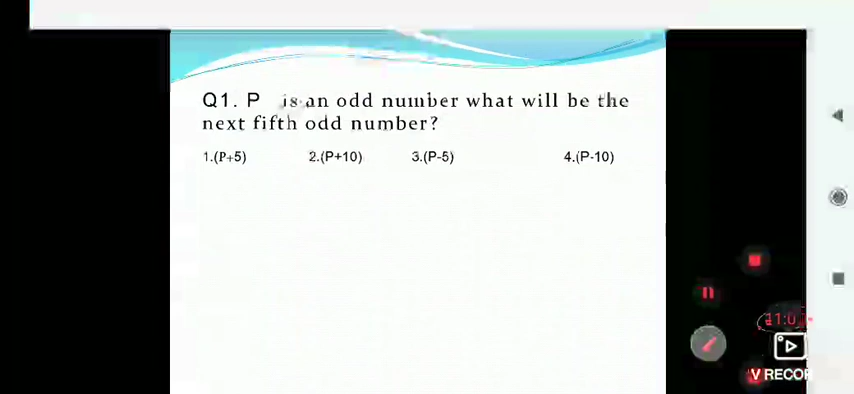 Q1. P is an odd number what will be the
next fifth odd number?
1.(P+5) 2.(P+10) 3.(P-5) 4.(P-10)
V RECOR